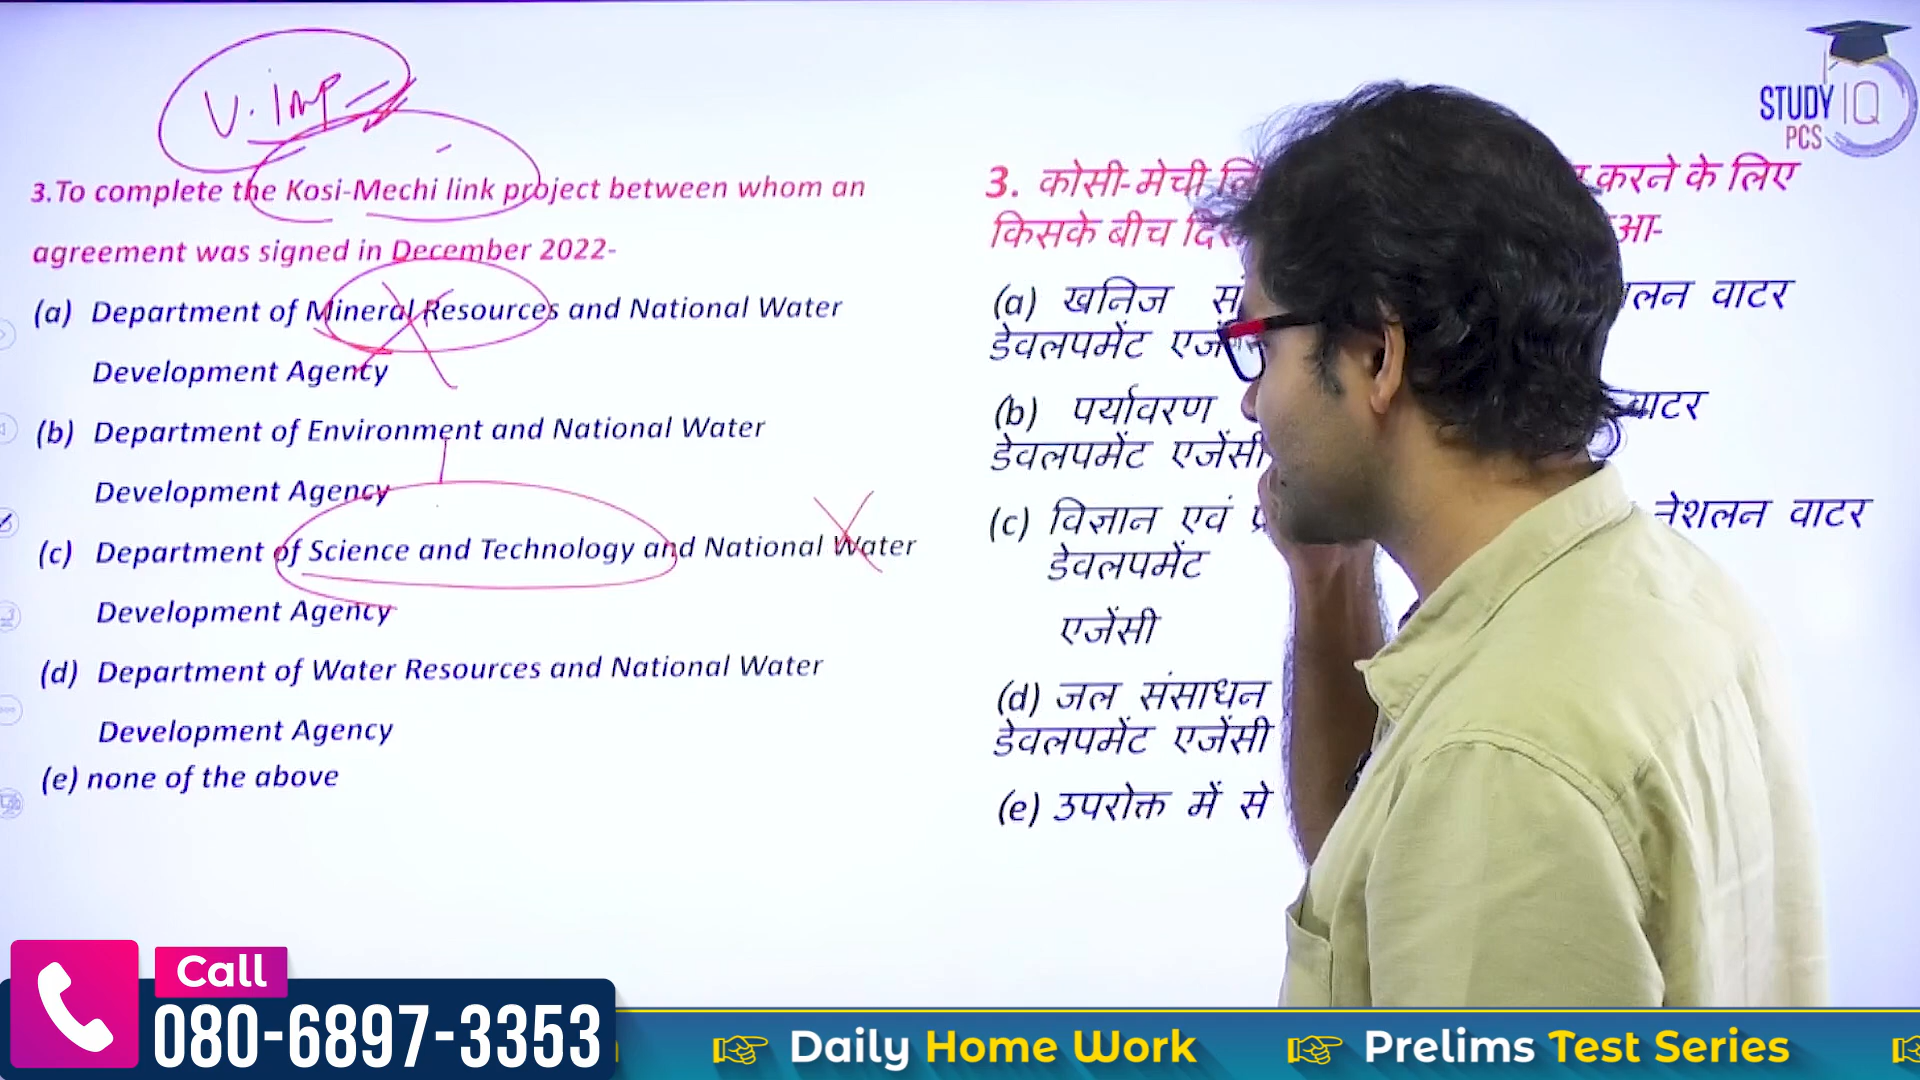 V. Imp
STUDY IQ
PCS
3.To complete the Kosi-Mechi link project between whom an
agreement was signed in December 2022-
(a) Department of Mineral Resources and National Water
Development Agency
(b) Department of Environment and National Water
Development Agency
(c) Department of Science and Technology and National Water
Development Agency
(d) Department of Water Resources and National Water
Development Agency
(e) none of the above
3. कोसी-मेची करने के लिए
किसके बीच
(a) खनिज वाटर
डेवलपमेंट
(b) पर्यावरण वाटर
डेवलपमेंट एजेंसी
(c) विज्ञान एवं नेशलन वाटर
डेवलपमेंट
एजेंसी
(d) जल संसाधन
डेवलपमेंट एजेंसी
(e) उपरोक्त में से
Call
080-6897-3353
Daily Home Work Prelims Test Series